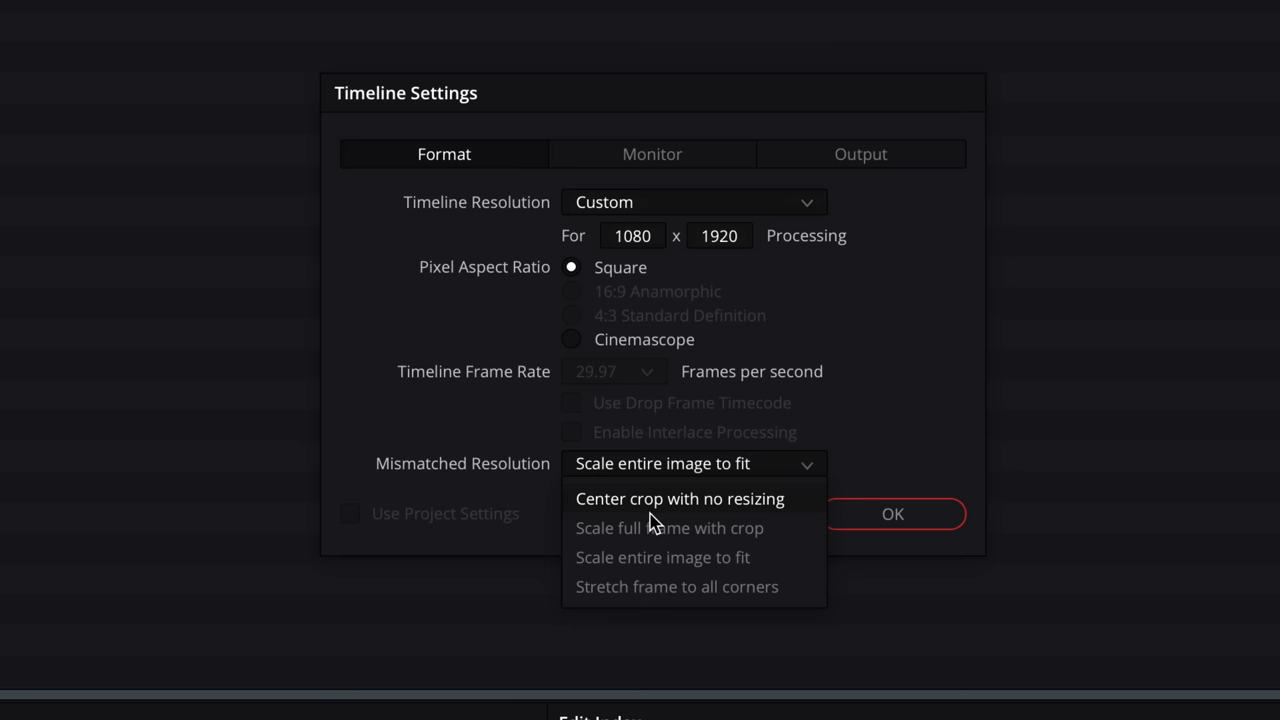 Timeline Settings
Format Monitor Output
Timeline Resolution Custom
For 1080 x 1920 Processing
Pixel Aspect Ratio Square
16:9 Anamorphic
4:3 Standard Definition
Cinemascope
Timeline Frame Rate 29.97 Frames per second
Use Drop Frame Timecode
Enable Interlace Processing
Mismatched Resolution Scale entire image to fit
Center crop with no resizing
Use Project Settings OK
Scale full frame with crop
Scale entire image to fit
Stretch frame to all corners
Edit Index